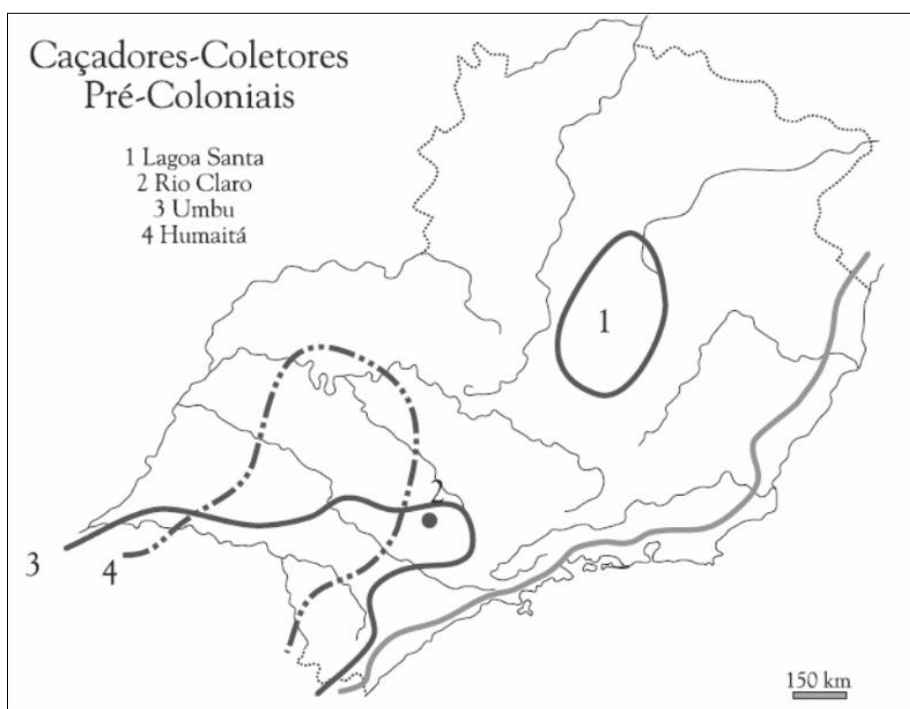 Caçadores-Coletores
Pré-Coloniais
1 Lagoa Santa
2 Rio Claro
3 Umbu
4 Humaitá
1
2
3
4
150 km